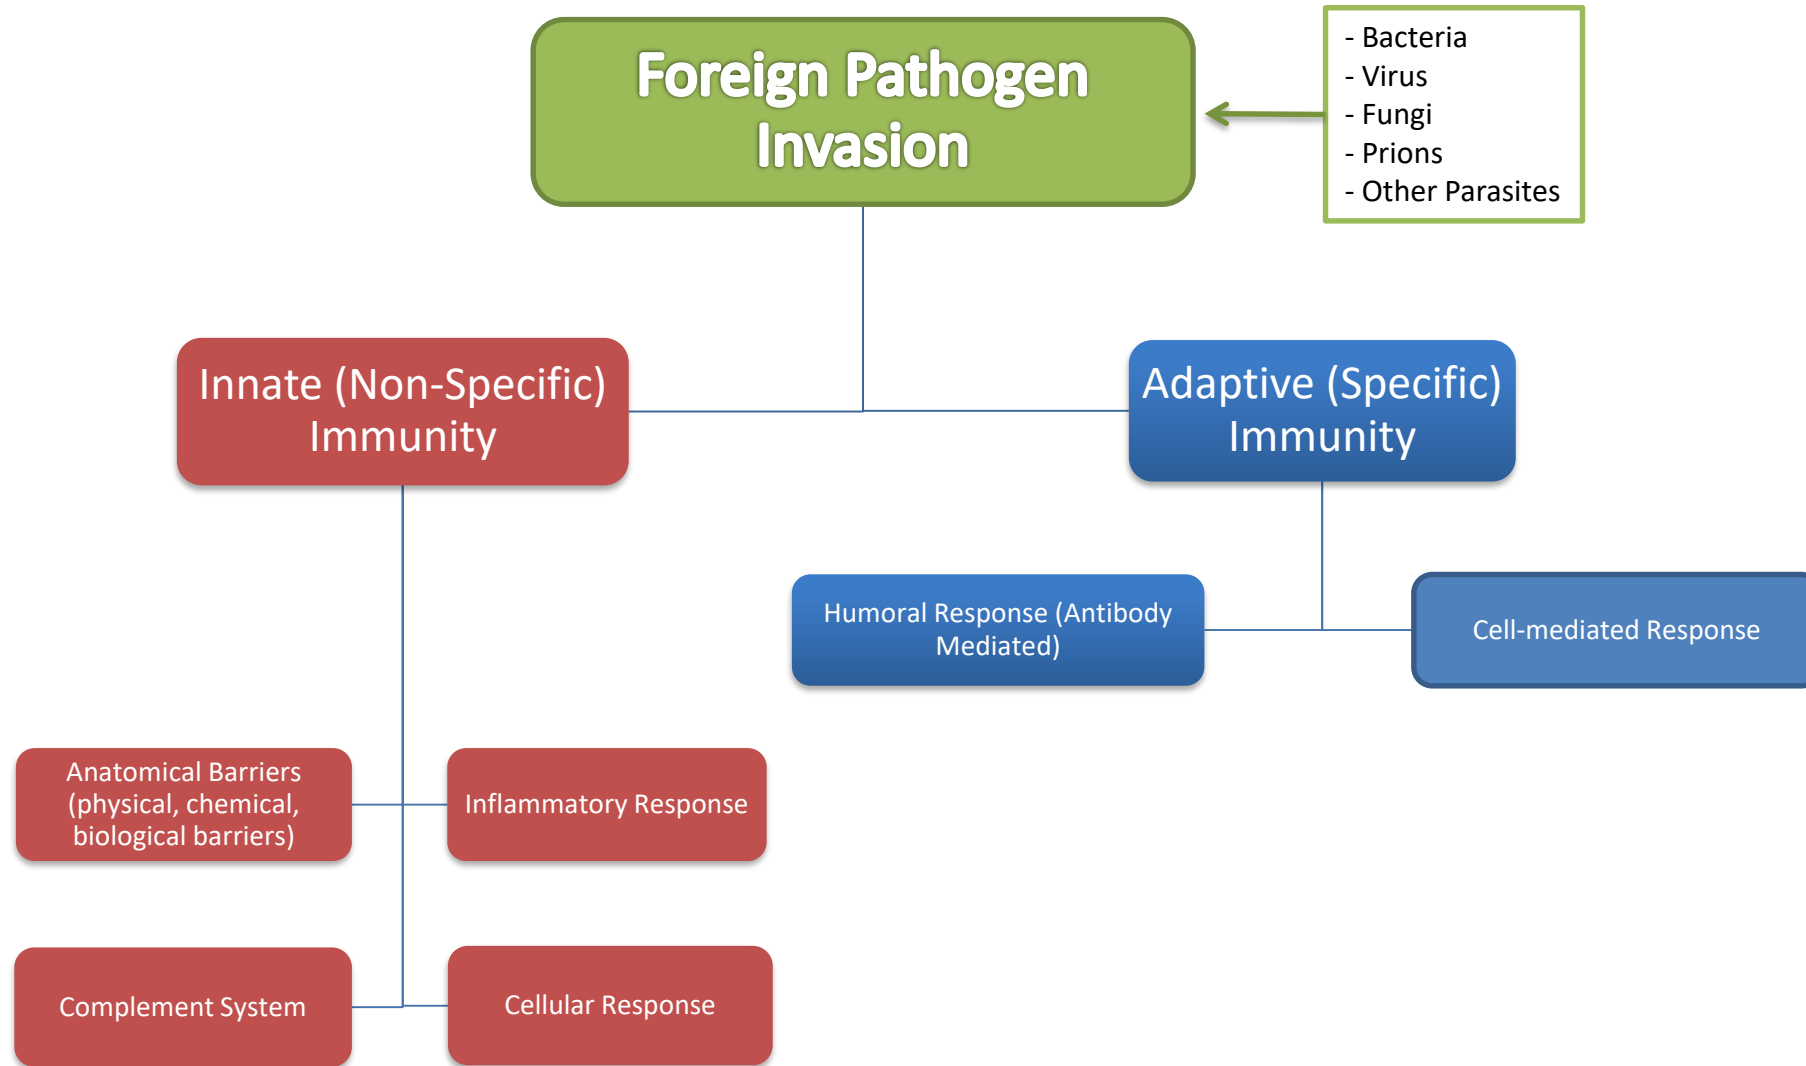 Foreign Pathogen
Invasion
- Bacteria
- Virus
- Fungi
- Prions
- Other Parasites
Innate (Non-Specific)
Immunity
Adaptive (Specific)
Immunity
Humoral Response (Antibody
Mediated)
Cell-mediated Response
Anatomical Barriers
(physical, chemical,
biological barriers)
Inflammatory Response
Complement System
Cellular Response